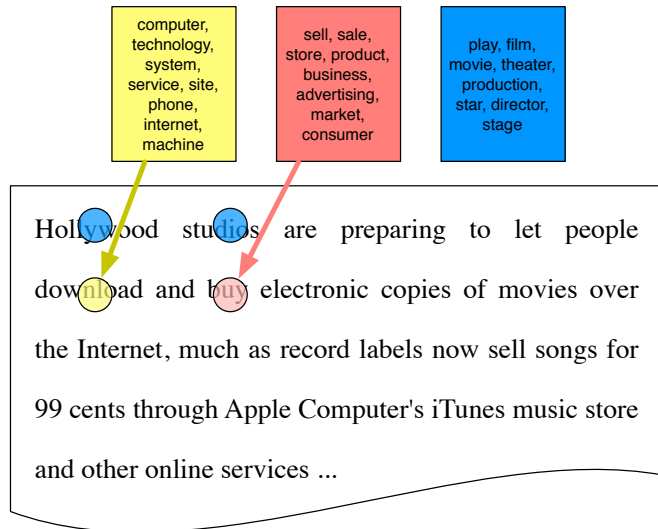 computer,
technology,
system,
service, site,
phone,
internet,
machine
sell, sale,
store, product,
business,
advertising,
market,
consumer
play, film,
movie, theater,
production,
star, director,
stage
Hollywood studios are preparing to let people
download and buy electronic copies of movies over
the Internet, much as record labels now sell songs for
99 cents through Apple Computer's iTunes music store
and other online services ...